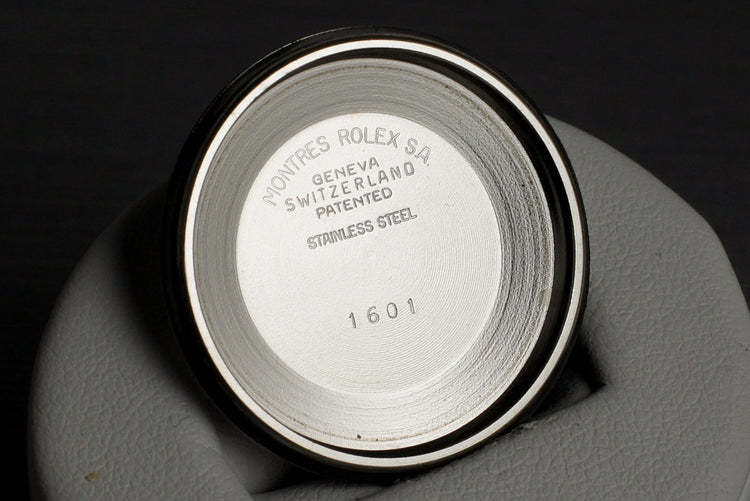 MONTRES ROLEX SA
GENEVA
SWITZERLAND
PATENTED
STAINLESS STEEL
1601